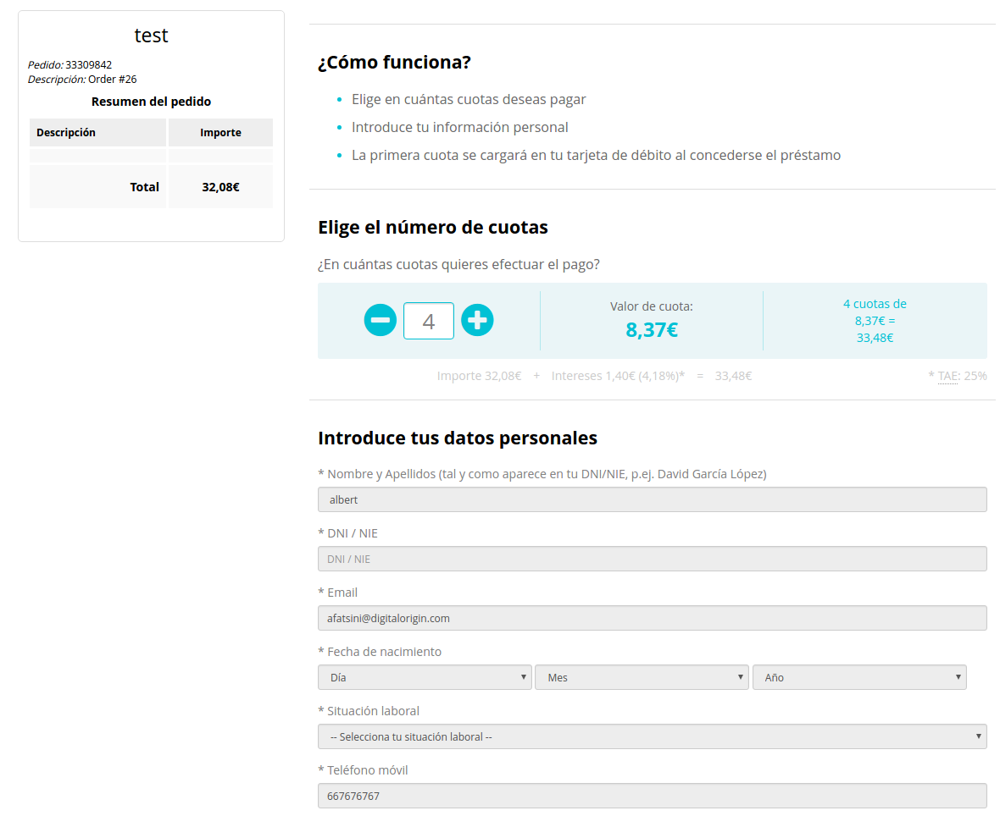 test
Pedido: 33309842
Descripción: Order #26
Resumen del pedido
Descripción Importe
Total 32,08€
¿Cómo funciona?
Elige en cuántas cuotas deseas pagar
Introduce tu información personal
La primera cuota se cargará en tu tarjeta de débito al concederse el préstamo
Elige el número de cuotas
¿En cuántas cuotas quieres efectuar el pago?
4
Valor de cuota:
8,37€
4 cuotas de
8,37€ =
33,48€
Importe 32,08€ + Intereses 1,40€ (4,18%)* = 33,48€
* TAE: 25%
Introduce tus datos personales
* Nombre y Apellidos (tal y como aparece en tu DNI/NIE, p.ej. David García López)
albert
* DNI / NIE
DNI / NIE
* Email
afatsini@digitalorigin.com
* Fecha de nacimiento
Día Mes Año
* Situación laboral
-- Selecciona tu situación laboral --
* Teléfono móvil
667676767